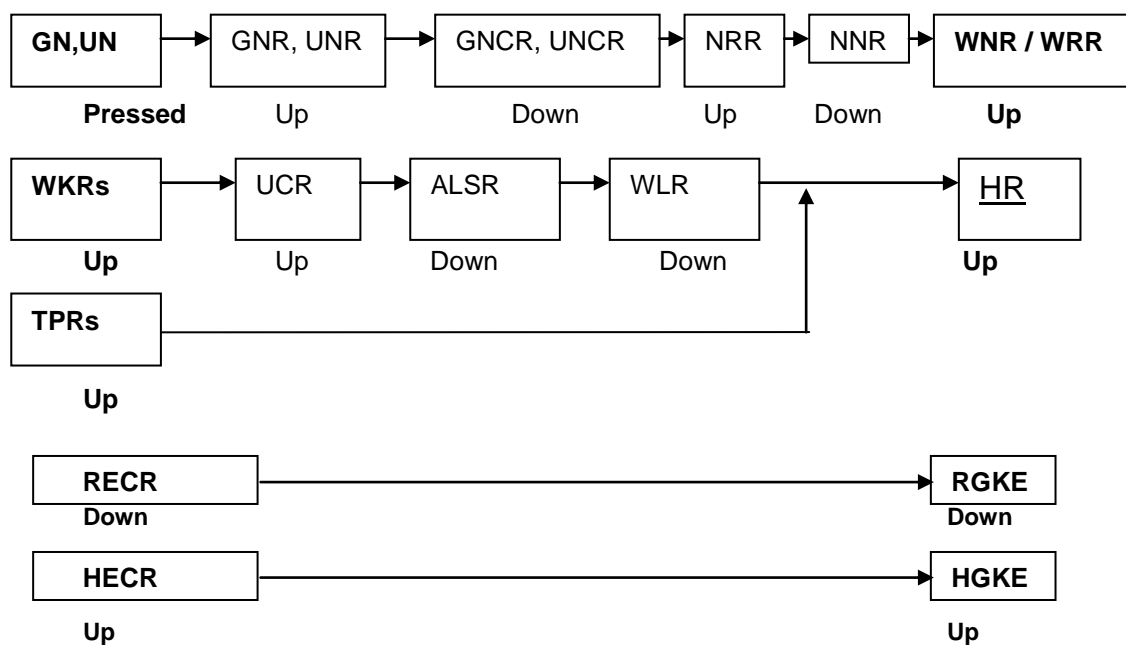 GN,UN GNR, UNR GNCR, UNCR NRR NNR WNR / WRR
Pressed Up Down Up Down Up
WKRs UCR ALSR WLR HR
Up Up Down Down Up
TPRs
Up
RECR RGKE
Down Down
HECR HGKE
Up Up